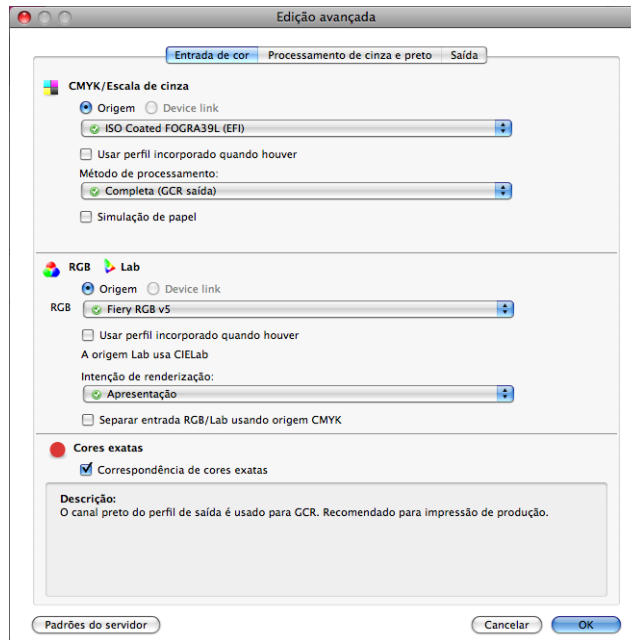 Edição avançada
Entrada de cor Processamento de cinza e preto Saída
CMYK/Escala de cinza
Origem Device link
ISO Coated FOGRA39L (EFI)
Usar perfil incorporado quando houver
Método de processamento:
Completa (GCR saída)
Simulação de papel
RGB Lab
Origem Device link
RGB Fiery RGB v5
Usar perfil incorporado quando houver
A origem Lab usa CIELab
Intenção de renderização:
Apresentação
Separar entrada RGB/Lab usando origem CMYK
Cores exatas
Correspondência de cores exatas
Descrição:
O canal preto do perfil de saída é usado para GCR. Recomendado para impressão de produção.
Padrões do servidor Cancelar OK